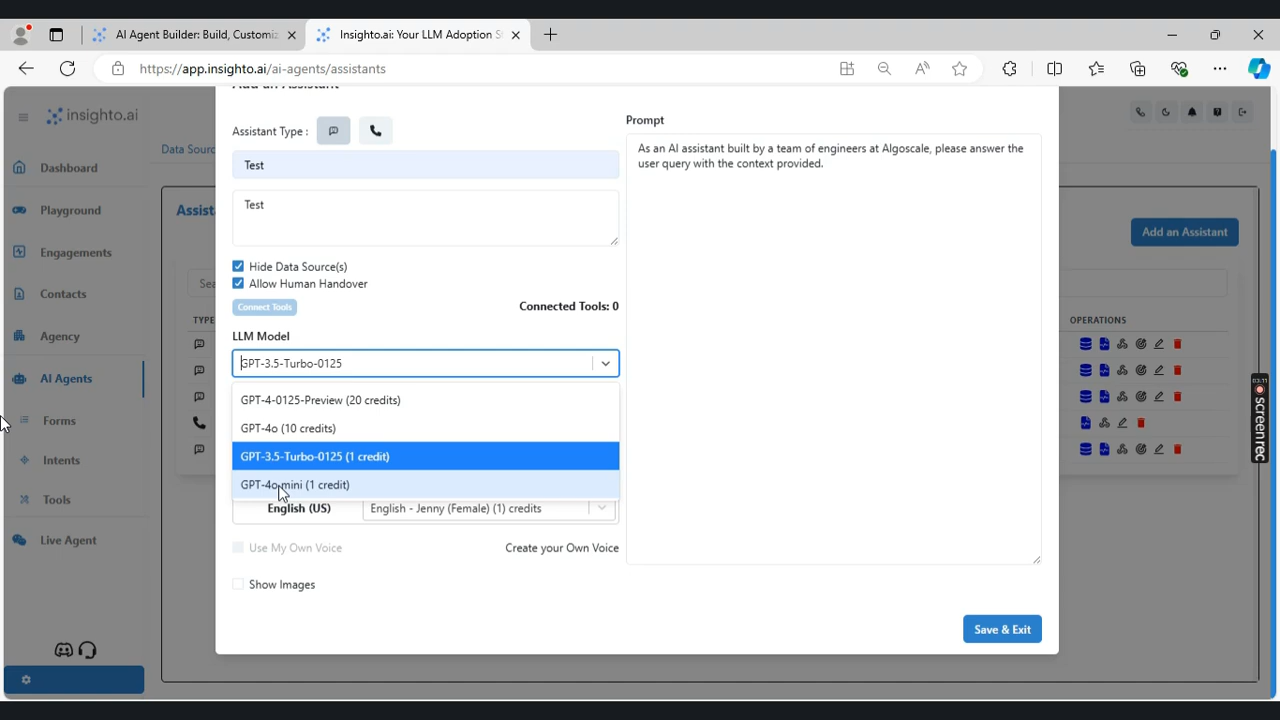 AI Agent Builder: Build, Customiz
Insighto.ai: Your LLM Adoption S
https://app.insighto.ai/ai-agents/assistants
insighto.ai
Dashboard
Playground
Engagements
Contacts
Agency
AI Agents
Forms
Intents
Tools
Live Agent
Data Sourc
Assist
Sea
TYPE
Add an Assistant
Assistant Type :
Test
Test
Hide Data Source(s)
Allow Human Handover
Connect Tools
Connected Tools: 0
LLM Model
GPT-3.5-Turbo-0125
GPT-4-0125-Preview (20 credits)
GPT-4o (10 credits)
GPT-3.5-Turbo-0125 (1 credit)
GPT-4o-mini (1 credit)
English (US)
English - Jenny (Female) (1) credits
Use My Own Voice
Create your Own Voice
Show Images
Prompt
As an AI assistant built by a team of engineers at Algoscale, please answer the
user query with the context provided.
Save & Exit
Add an Assistant
OPERATIONS
03:11
screenrec